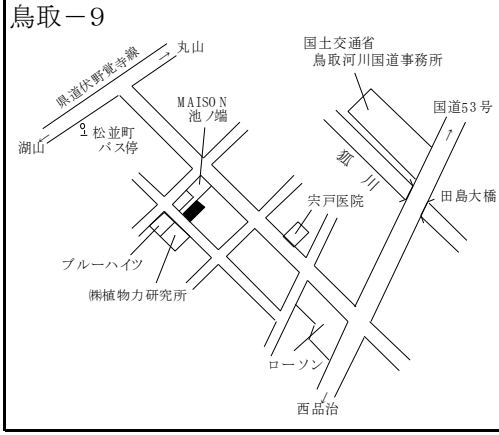 鳥取－9
丸山
県道伏野覚寺線
湖山
松並町
バス停
MAISON
池ノ端
国土交通省
鳥取河川国道事務所
国道53号
狐川
田島大橋
宍戸医院
ブルーハイツ
㈱植物力研究所
ローソン
西品治